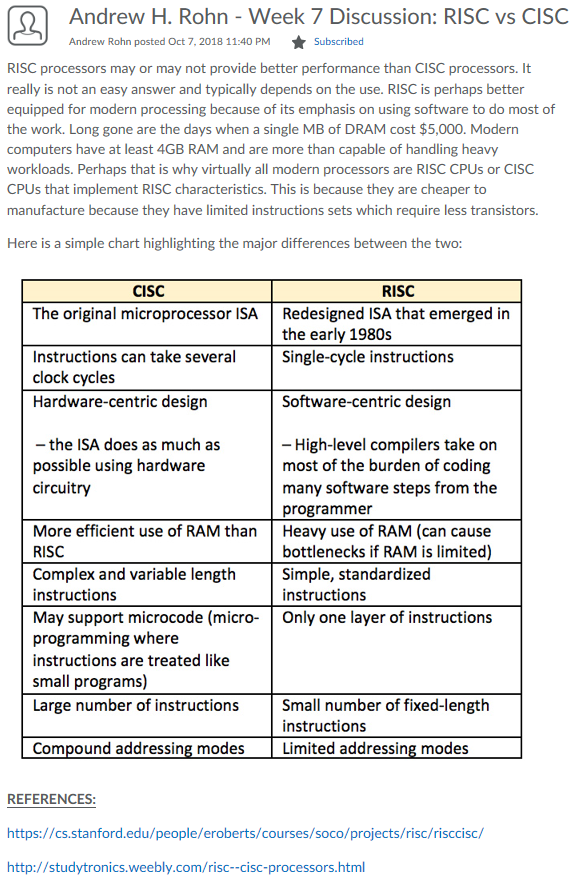 Andrew H. Rohn - Week 7 Discussion: RISC vs CISC
Andrew Rohn posted Oct 7, 2018 11:40 PM Subscribed
RISC processors may or may not provide better performance than CISC processors. It
really is not an easy answer and typically depends on the use. RISC is perhaps better
equipped for modern processing because of its emphasis on using software to do most of
the work. Long gone are the days when a single MB of DRAM cost $5,000. Modern
computers have at least 4GB RAM and are more than capable of handling heavy
workloads. Perhaps that is why virtually all modern processors are RISC CPUs or CISC
CPUs that implement RISC characteristics. This is because they are cheaper to
manufacture because they have limited instructions sets which require less transistors.
Here is a simple chart highlighting the major differences between the two:
CISC RISC
The original microprocessor ISA Redesigned ISA that emerged in
the early 1980s
Instructions can take several Single-cycle instructions
clock cycles
Hardware-centric design Software-centric design
– the ISA does as much as – High-level compilers take on
possible using hardware most of the burden of coding
circuitry many software steps from the
programmer
More efficient use of RAM than Heavy use of RAM (can cause
RISC bottlenecks if RAM is limited)
Complex and variable length Simple, standardized
instructions instructions
May support microcode (micro- Only one layer of instructions
programming where
instructions are treated like
small programs)
Large number of instructions Small number of fixed-length
instructions
Compound addressing modes Limited addressing modes
REFERENCES:
https://cs.stanford.edu/people/eroberts/courses/soco/projects/risc/risccisc/
http://studytronics.weebly.com/risc--cisc-processors.html